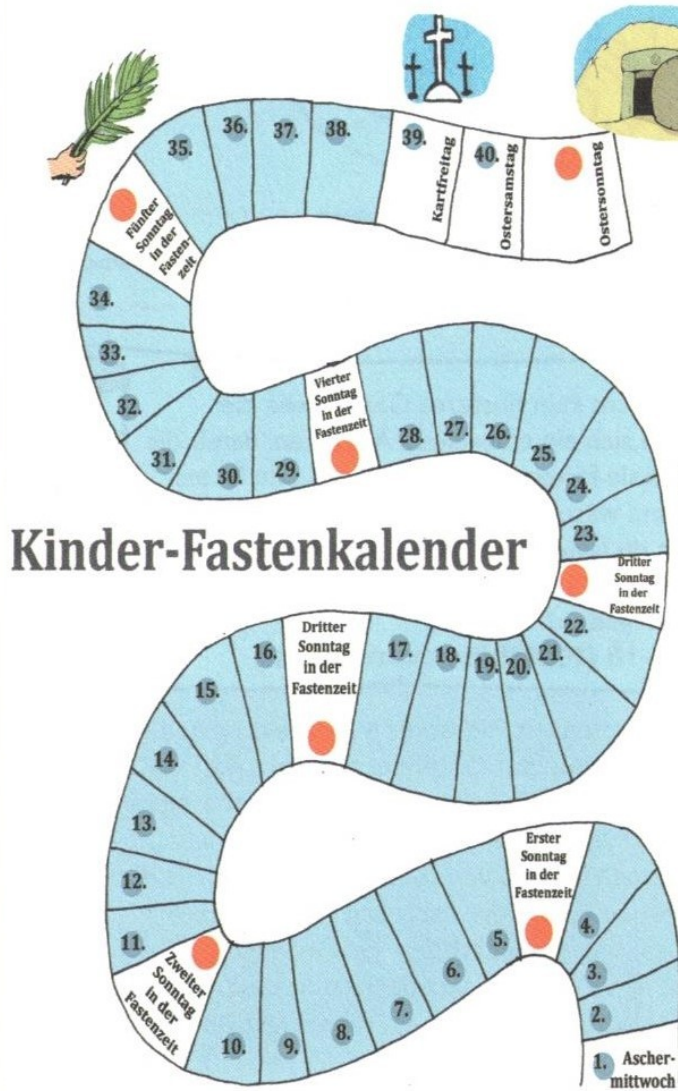 39.
Kartfreitag
40.
Ostersamstag
Ostersonntag
38.
37.
36.
35.
Fünfter
Sonntag
in der
Fasten-
zeit
34.
33.
32.
31.
30.
29.
Vierter
Sonntag
in der
Fastenzeit
28.
27.
26.
25.
24.
23.
Kinder-Fastenkalender
Dritter
Sonntag
in der
Fastenzeit
22.
21.
20.
19.
18.
17.
Dritter
Sonntag
in der
Fastenzeit
16.
15.
14.
13.
12.
11.
Zweiter
Sonntag
in der
Fastenzeit
10.
9.
8.
7.
6.
5.
Erster
Sonntag
in der
Fastenzeit
4.
3.
2.
1. Ascher-
mittwoch